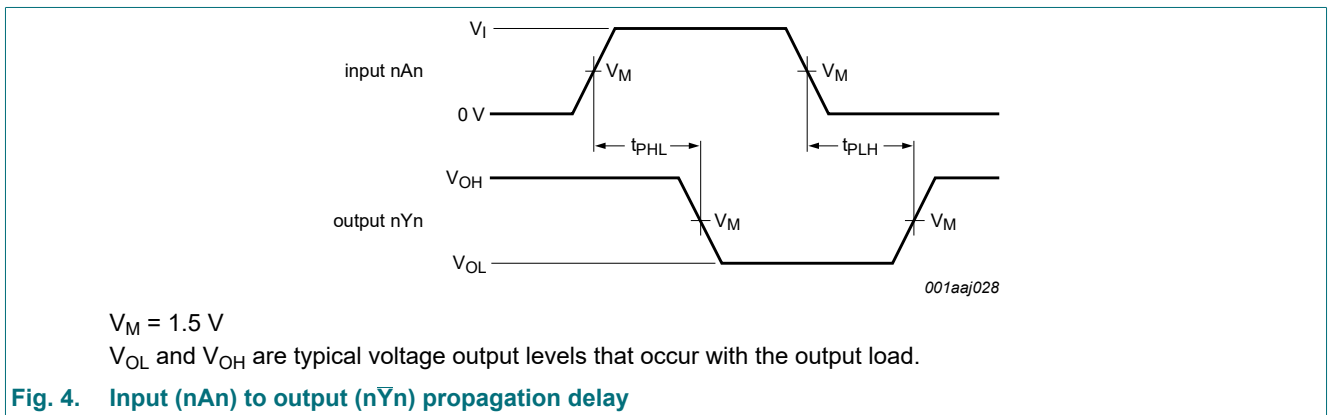 V_I
input nAn
V_M
V_M
0 V
t_PHL
t_PLH
V_OH
output nYn
V_M
V_M
V_OL
001aaj028
V_M = 1.5 V
V_OL and V_OH are typical voltage output levels that occur with the output load.
Fig. 4. Input (nAn) to output (nY̅n) propagation delay